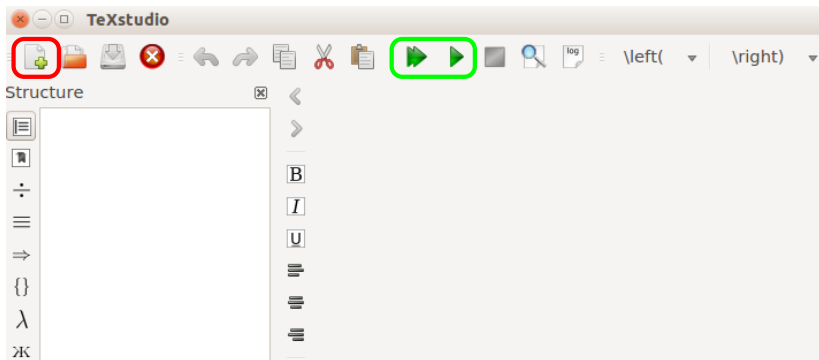 TeXstudio
log \left( \right)
Structure
B
I
U
÷
⇒
{}
λ
Ж